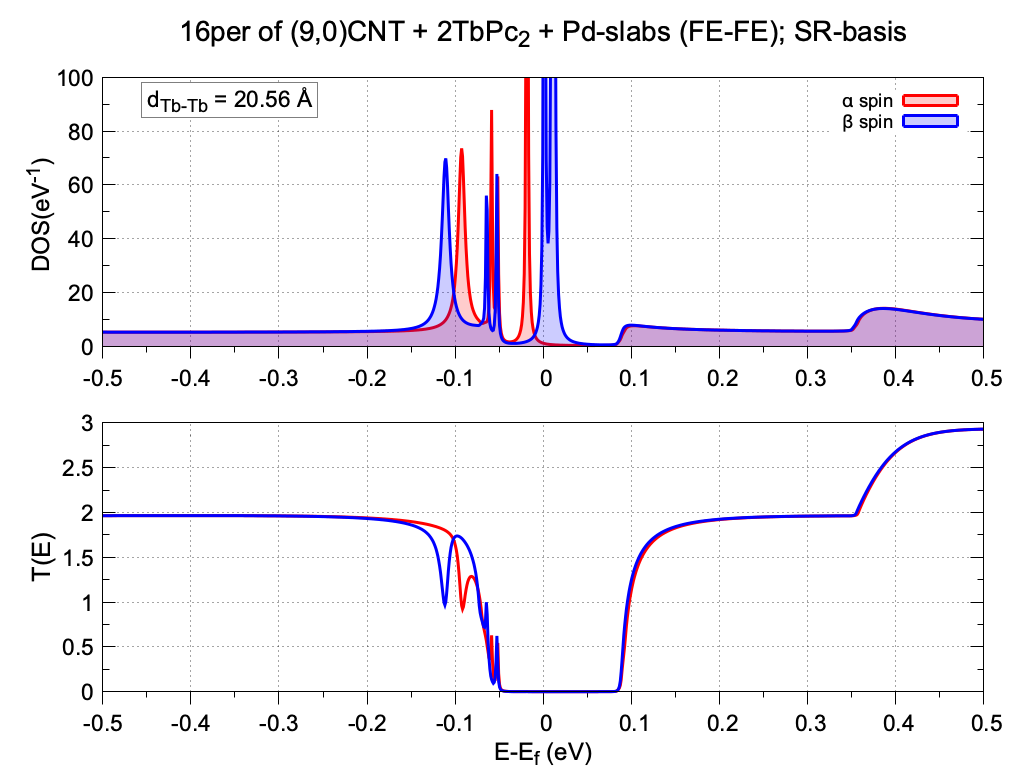 16per of (9,0)CNT + 2TbPc2 + Pd-slabs (FE-FE); SR-basis
dTb-Tb = 20.56 Å
α spin
β spin
DOS(eV-1)
100
80
60
40
20
0
-0.5 -0.4 -0.3 -0.2 -0.1 0 0.1 0.2 0.3 0.4 0.5
T(E)
3
2.5
2
1.5
1
0.5
0
-0.5 -0.4 -0.3 -0.2 -0.1 0 0.1 0.2 0.3 0.4 0.5
E-Ef (eV)